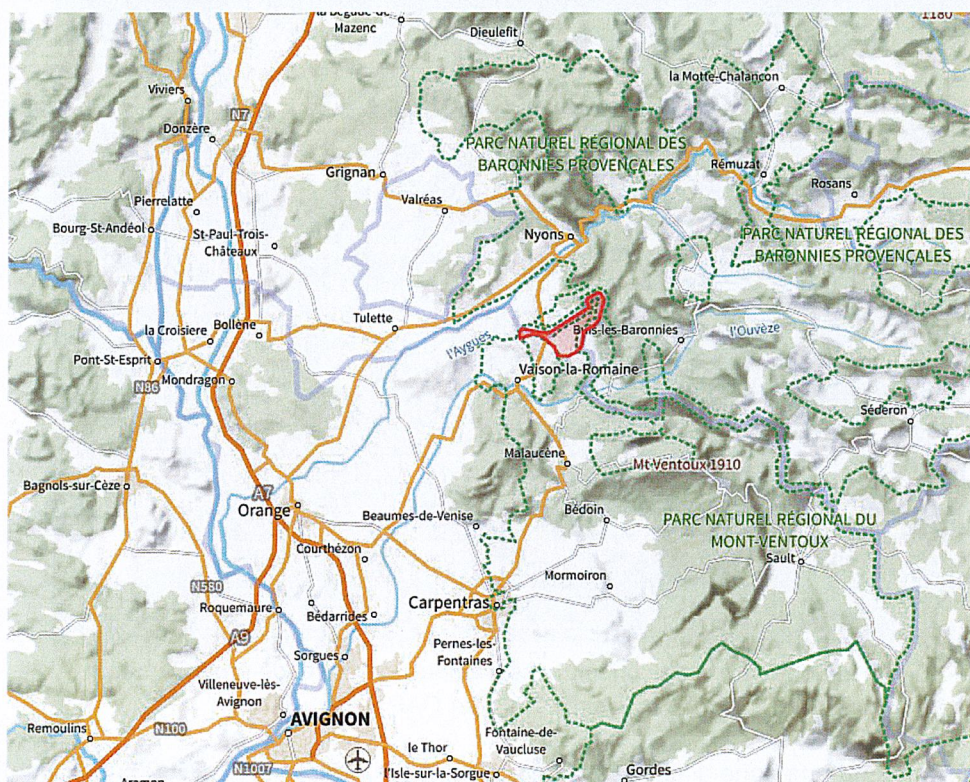 la Bégude-de-
Mazenc
Dieulefit
1180
la Motte-Chalancon
Viviers
N7
Donzère
PARC NATUREL RÉGIONAL DES
BARONNIES PROVENÇALES
Rémuzat
Grignan
Rosans
Valréas
Pierrelatte
Bourg-St-Andéol
St-Paul-Trois-
Châteaux
Nyons
PARC NATUREL RÉGIONAL DES
BARONNIES PROVENÇALES
Tulette
la Croisiere
Bollène
Buis-les-Baronnies
l'Ouvèze
l'Aygues
Pont-St-Esprit
Vaison-la-Romaine
N86
Mondragon
Séderon
Malaucène
Mt Ventoux 1910
Bagnols-sur-Cèze
A7
Orange
Beaumes-de-Venise
Bédoin
PARC NATUREL RÉGIONAL DU
MONT-VENTOUX
Courthézon
Sault
Mormoiron
N580
Roquemaure
Bédarrides
Carpentras
A9
Pernes-les-
Fontaines
Sorgues
Villeneuve-lès-
Avignon
AVIGNON
Remoulins
N100
le Thor
Fontaine-de-
Vaucluse
N1007
l'Isle-sur-la-Sorgue
Gordes
Aramon